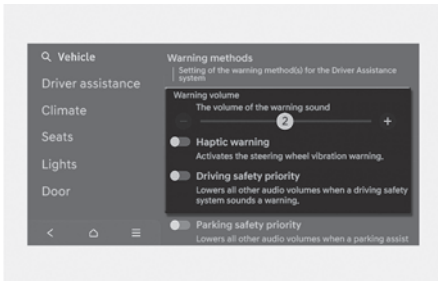 Vehicle
Driver assistance
Climate
Seats
Lights
Door
Warning methods
Setting of the warning method(s) for the Driver Assistance
system
Warning volume
The volume of the warning sound
2
Haptic warning
Activates the steering wheel vibration warning.
Driving safety priority
Lowers all other audio volumes when a driving safety
system sounds a warning.
Parking safety priority
Lowers all other audio volumes when a parking assist